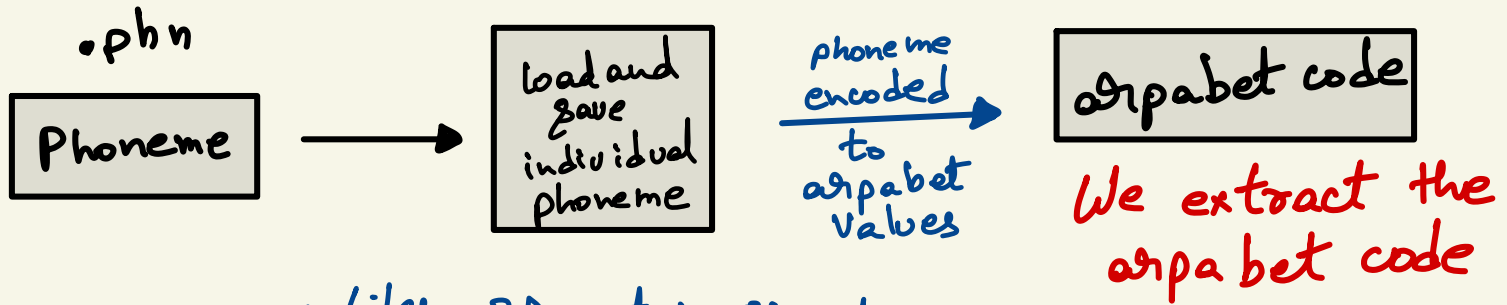 .phn
Phoneme
load and
save
individual
phoneme
phoneme
encoded
to
arpabet
values
arpabet code
We extract the
arpabet code